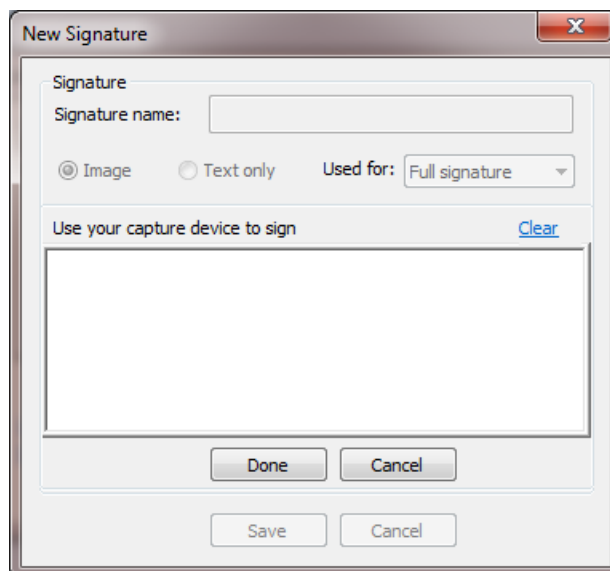 New Signature
Signature
Signature name:
Image Text only Used for: Full signature
Use your capture device to sign Clear
Done Cancel
Save Cancel